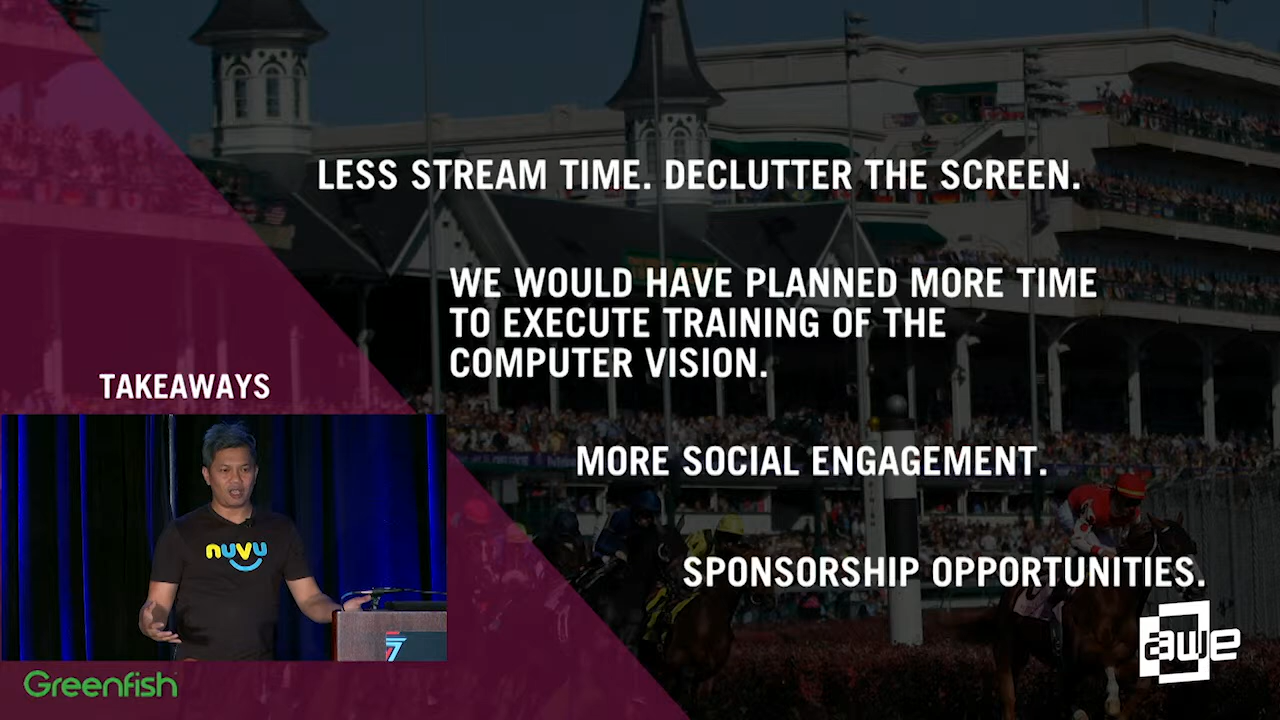 LESS STREAM TIME. DECLUTTER THE SCREEN.
WE WOULD HAVE PLANNED MORE TIME
TO EXECUTE TRAINING OF THE
COMPUTER VISION.
TAKEAWAYS
MORE SOCIAL ENGAGEMENT.
nuvu
SPONSORSHIP OPPORTUNITIES.
awe
Greenfish